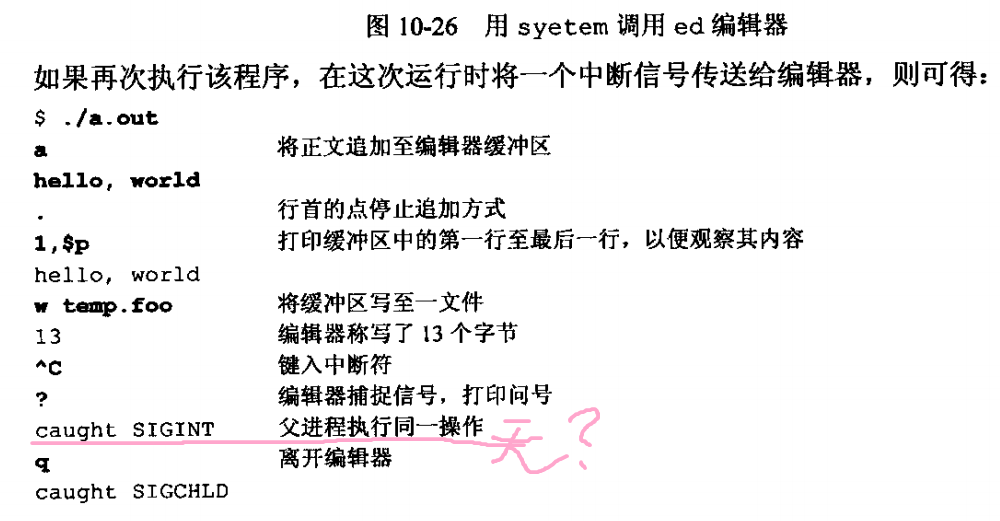 图 10-26 用 syetem 调用 ed 编辑器
如果再次执行该程序，在这次运行时将一个中断信号传送给编辑器，则可得：
$ ./a.out
a 将正文追加至编辑器缓冲区
hello, world
. 行首的点停止追加方式
1,$p 打印缓冲区中的第一行至最后一行，以便观察其内容
hello, world
w temp.foo 将缓冲区写至一文件
13 编辑器称写了 13 个字节
^C 键入中断符
? 编辑器捕捉信号，打印问号
caught SIGINT 父进程执行同一操作 无?
q 离开编辑器
caught SIGCHLD